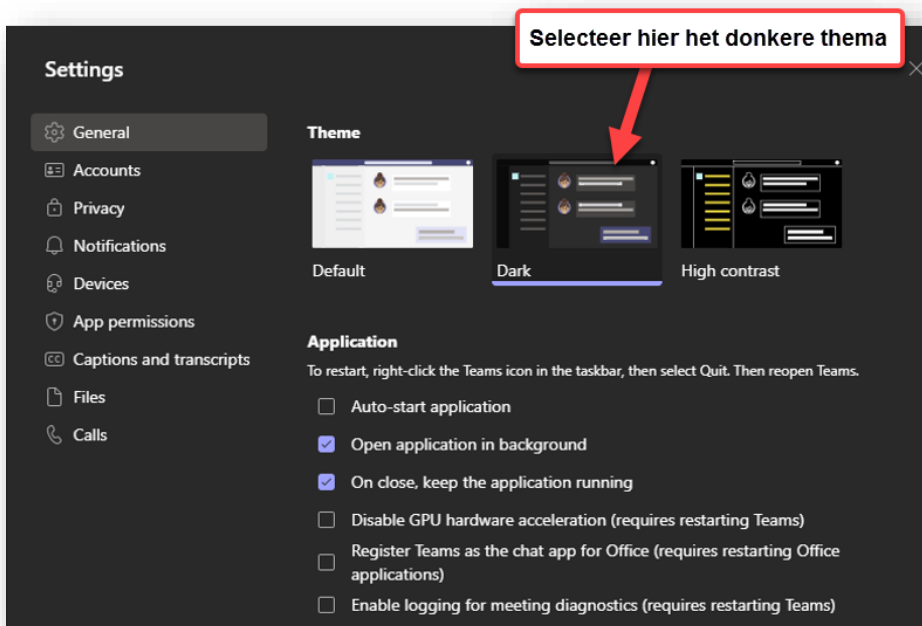 Selecteer hier het donkere thema
Settings
General
Accounts
Privacy
Notifications
Devices
App permissions
Captions and transcripts
Files
Calls
Theme
Default
Dark
High contrast
Application
To restart, right-click the Teams icon in the taskbar, then select Quit. Then reopen Teams.
Auto-start application
Open application in background
On close, keep the application running
Disable GPU hardware acceleration (requires restarting Teams)
Register Teams as the chat app for Office (requires restarting Office
applications)
Enable logging for meeting diagnostics (requires restarting Teams)